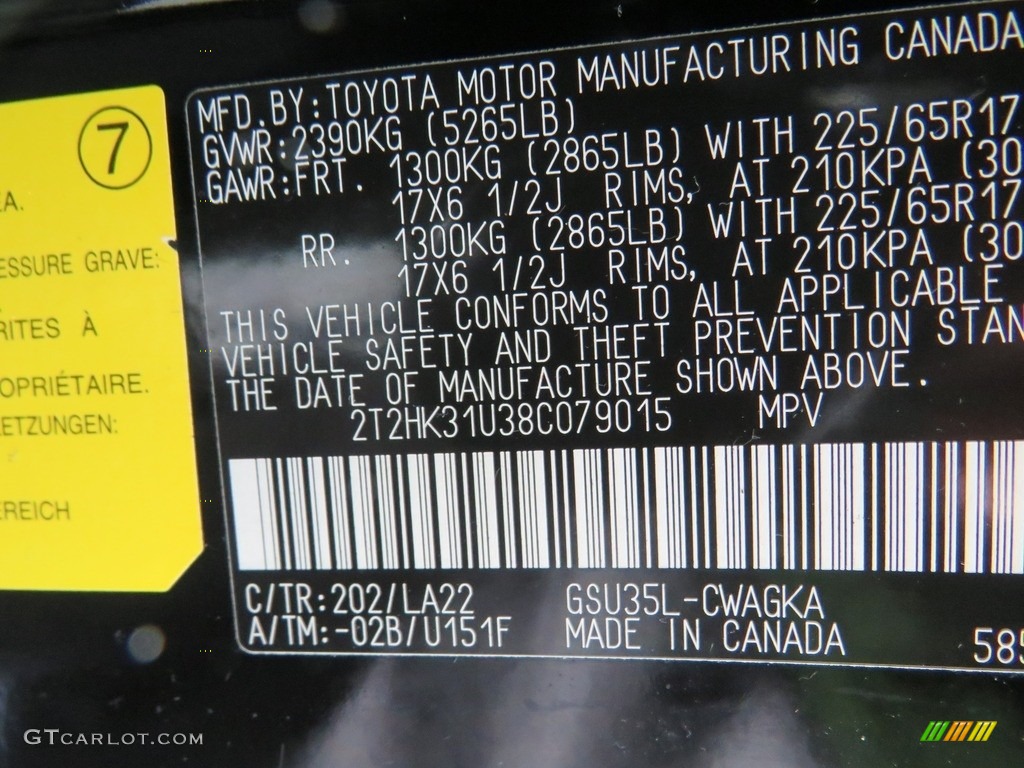 7
EA.
ESSURE GRAVE:
RITES À
OPRIÉTAIRE.
ETZUNGEN:
EREICH
MFD.BY:TOYOTA MOTOR MANUFACTURING CANADA
GVWR:2390KG (5265LB)
GAWR:FRT. 1300KG (2865LB) WITH 225/65R17
17X6 1/2J RIMS, AT 210KPA (30
RR. 1300KG (2865LB) WITH 225/65R17
17X6 1/2J RIMS, AT 210KPA (30
THIS VEHICLE CONFORMS TO ALL APPLICABLE
VEHICLE SAFETY AND THEFT PREVENTION STAN
THE DATE OF MANUFACTURE SHOWN ABOVE.
2T2HK31U38C079015 MPV
C/TR:202/LA22 GSU35L-CWAGKA
A/TM:-02B/U151F MADE IN CANADA
585
GTCARLOT.COM